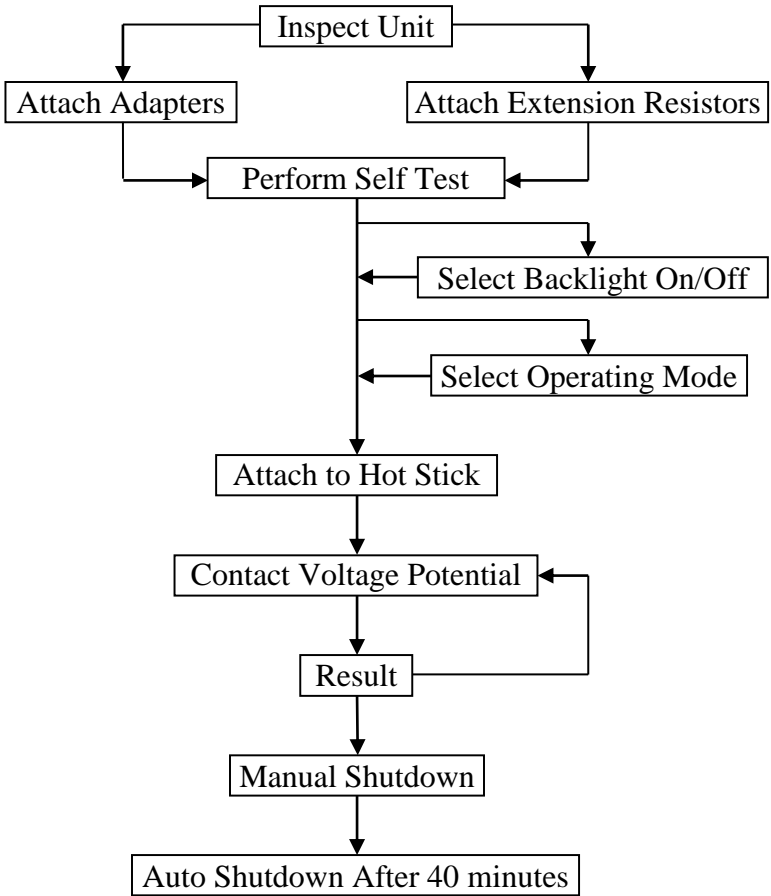 Inspect Unit
Attach Adapters
Attach Extension Resistors
Perform Self Test
Select Backlight On/Off
Select Operating Mode
Attach to Hot Stick
Contact Voltage Potential
Result
Manual Shutdown
Auto Shutdown After 40 minutes